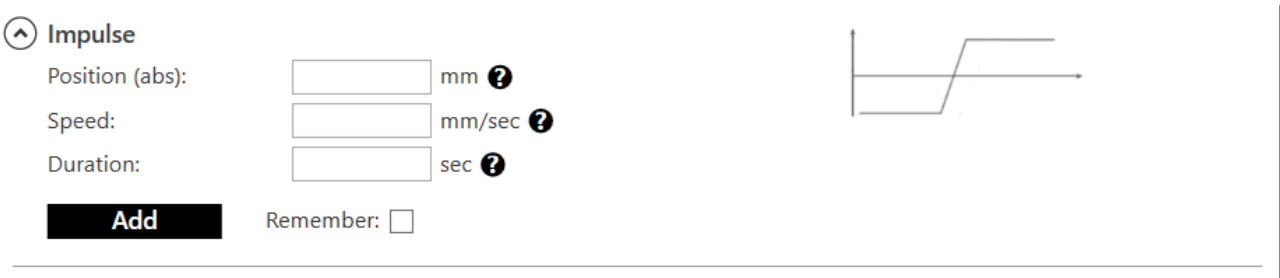 Impulse
Position (abs): mm ?
Speed: mm/sec ?
Duration: sec ?
Add Remember: